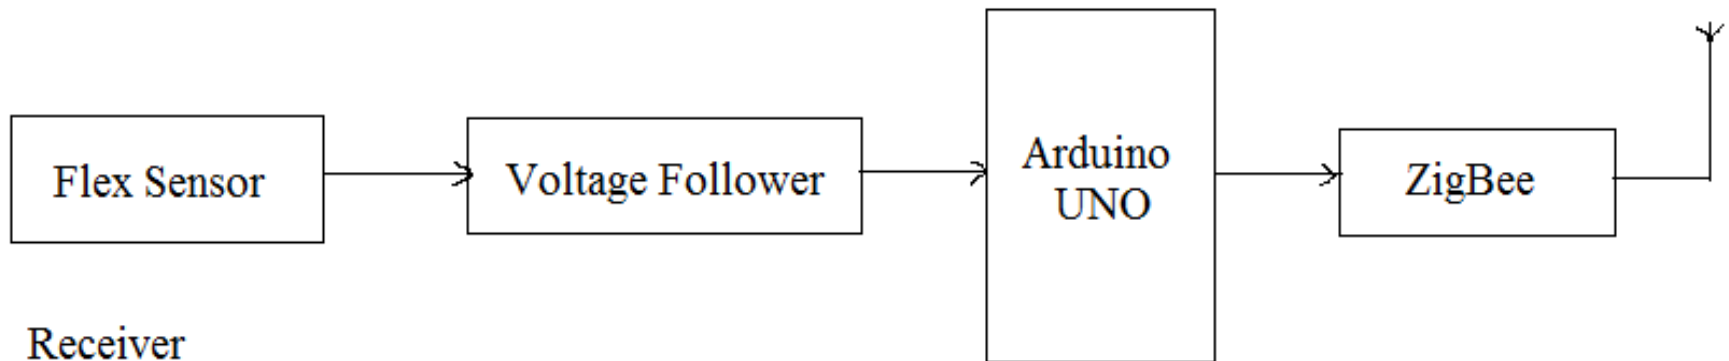 Flex Sensor
Voltage Follower
Arduino
UNO
ZigBee
Receiver